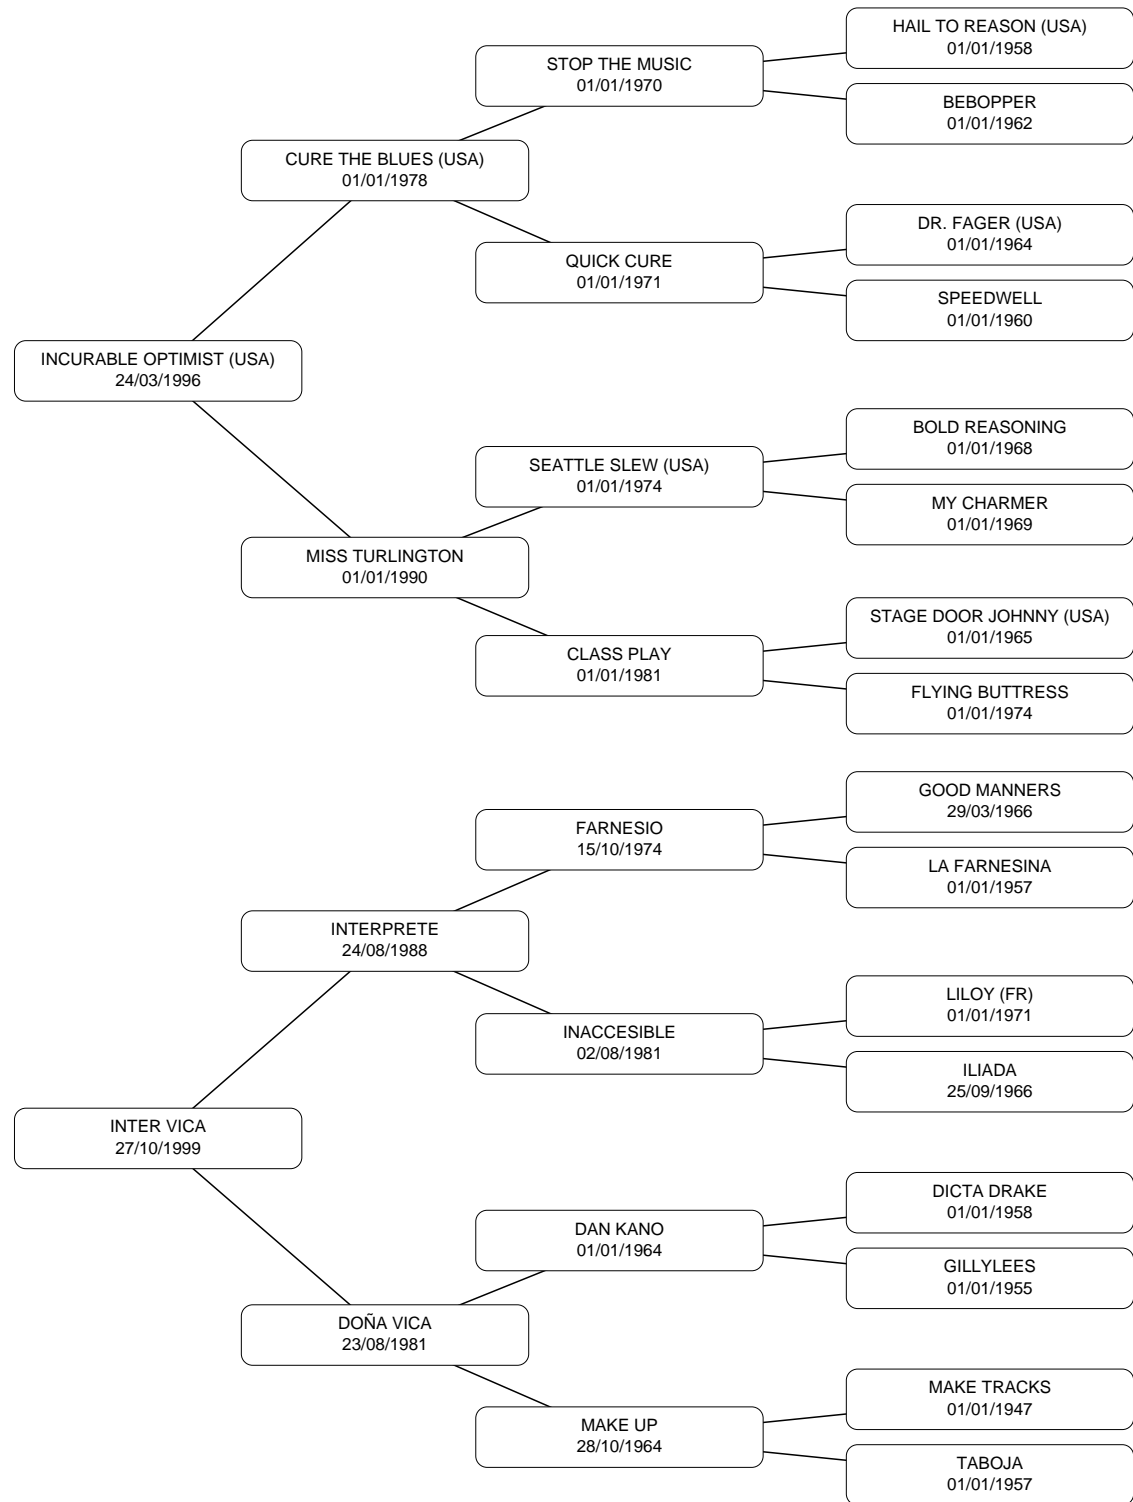 HAIL TO REASON (USA)
01/01/1958
STOP THE MUSIC
01/01/1970
BEBOPPER
01/01/1962
CURE THE BLUES (USA)
01/01/1978
DR. FAGER (USA)
01/01/1964
QUICK CURE
01/01/1971
SPEEDWELL
01/01/1960
INCURABLE OPTIMIST (USA)
24/03/1996
BOLD REASONING
01/01/1968
SEATTLE SLEW (USA)
01/01/1974
MY CHARMER
01/01/1969
MISS TURLINGTON
01/01/1990
STAGE DOOR JOHNNY (USA)
01/01/1965
CLASS PLAY
01/01/1981
FLYING BUTTRESS
01/01/1974
GOOD MANNERS
29/03/1966
FARNESIO
15/10/1974
LA FARNESINA
01/01/1957
INTERPRETE
24/08/1988
LILOY (FR)
01/01/1971
INACCESIBLE
02/08/1981
ILIADA
25/09/1966
INTER VICA
27/10/1999
DICTA DRAKE
01/01/1958
DAN KANO
01/01/1964
GILLYLEES
01/01/1955
DOÑA VICA
23/08/1981
MAKE TRACKS
01/01/1947
MAKE UP
28/10/1964
TABOJA
01/01/1957